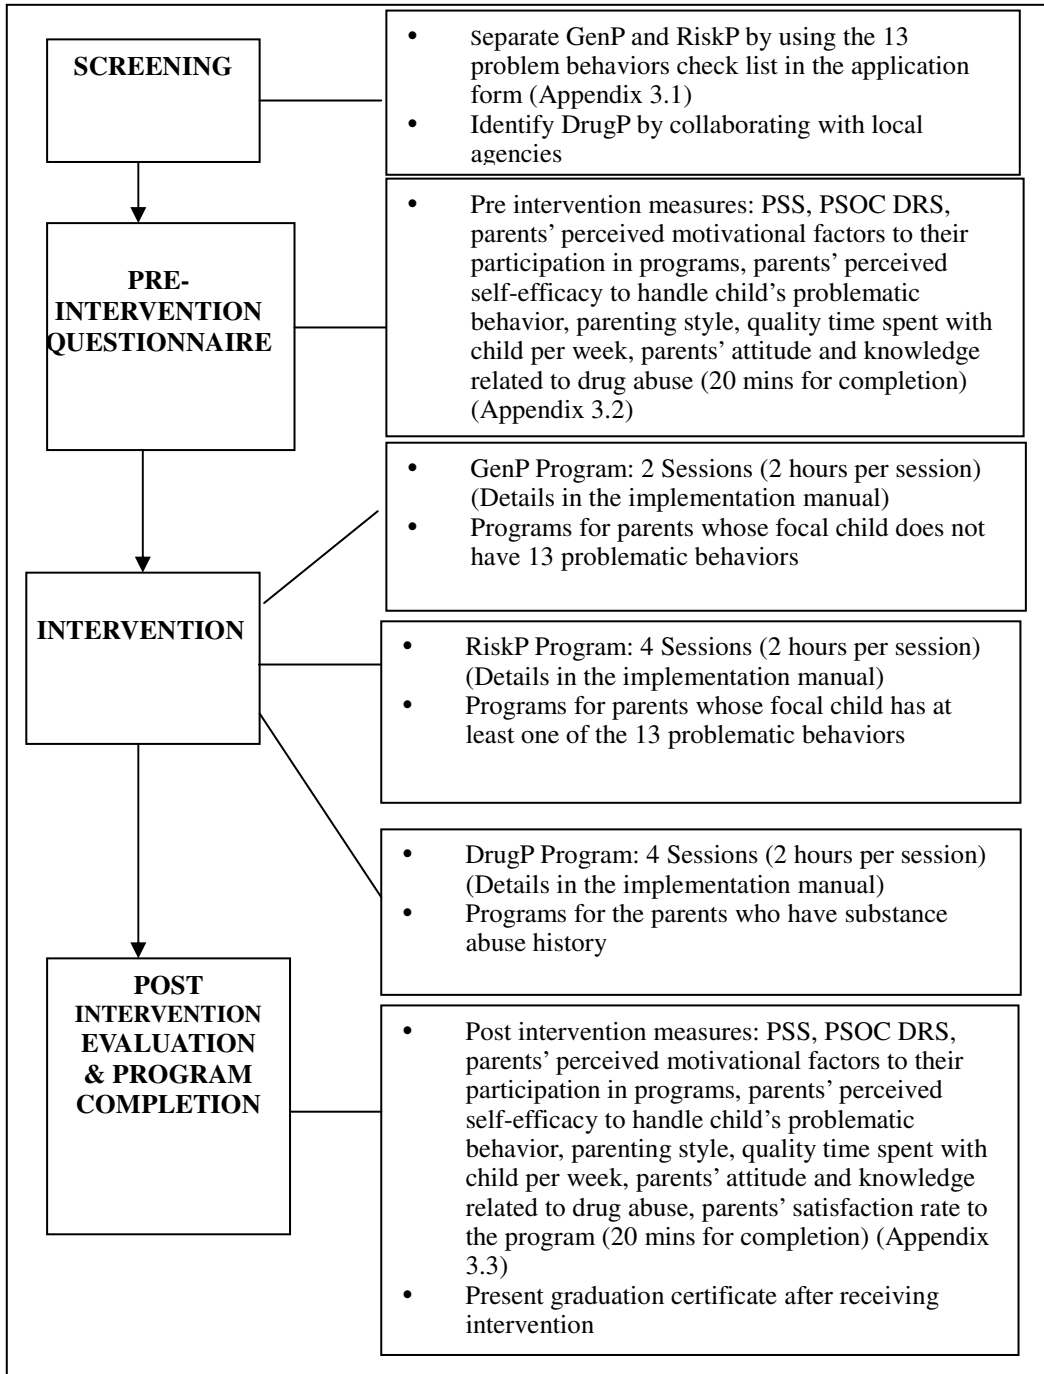 SCREENING
• Separate GenP and RiskP by using the 13
problem behaviors check list in the application
form (Appendix 3.1)
• Identify DrugP by collaborating with local
agencies
PRE-
INTERVENTION
QUESTIONNAIRE
• Pre intervention measures: PSS, PSOC DRS,
parents’ perceived motivational factors to their
participation in programs, parents’ perceived
self-efficacy to handle child’s problematic
behavior, parenting style, quality time spent with
child per week, parents’ attitude and knowledge
related to drug abuse (20 mins for completion)
(Appendix 3.2)
INTERVENTION
• GenP Program: 2 Sessions (2 hours per session)
(Details in the implementation manual)
• Programs for parents whose focal child does not
have 13 problematic behaviors
• RiskP Program: 4 Sessions (2 hours per session)
(Details in the implementation manual)
• Programs for parents whose focal child has at
least one of the 13 problematic behaviors
• DrugP Program: 4 Sessions (2 hours per session)
(Details in the implementation manual)
• Programs for the parents who have substance
abuse history
POST
INTERVENTION
EVALUATION
& PROGRAM
COMPLETION
• Post intervention measures: PSS, PSOC DRS,
parents’ perceived motivational factors to their
participation in programs, parents’ perceived
self-efficacy to handle child’s problematic
behavior, parenting style, quality time spent with
child per week, parents’ attitude and knowledge
related to drug abuse, parents’ satisfaction rate to
the program (20 mins for completion) (Appendix
3.3)
• Present graduation certificate after receiving
intervention